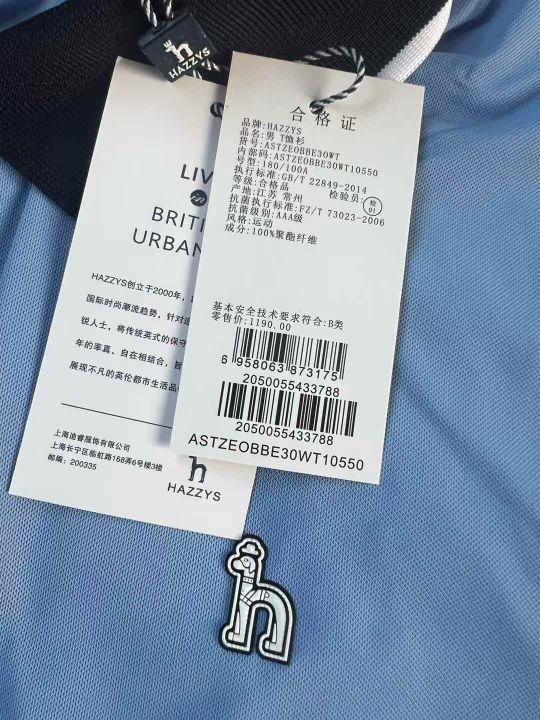 HAZZYS
合格证
品牌:HAZZYS
品名:男 T恤衫
货号:ASTZE0BBE30WT
内部码:ASTZE0BBE30WT10550
号型:180/100A
执行标准:GB/T 22849-2014
等级:合格品 检验员:
检
01
产地:江苏 常州
抗菌执行标准:FZ/T 73023-2006
抗菌级别:AAA级
风格:运动
成分:100%聚酯纤维
基本安全技术要求符合:B类
零售价:1190.00
6 958063 873175
2050055433788
2050055433788
ASTZE0BBE30WT10550
LIV
BRITI
URBAN
HAZZYS创立于2000年,
国际时尚潮流趋势,针对
锐人士,将传统英式的保守
年的率真、自在相结合,
展现不凡的英伦都市生活品
上海迪睿服饰有限公司
上海长宁区临虹路168弄6号楼3楼
邮编:200335
h
HAZZYS